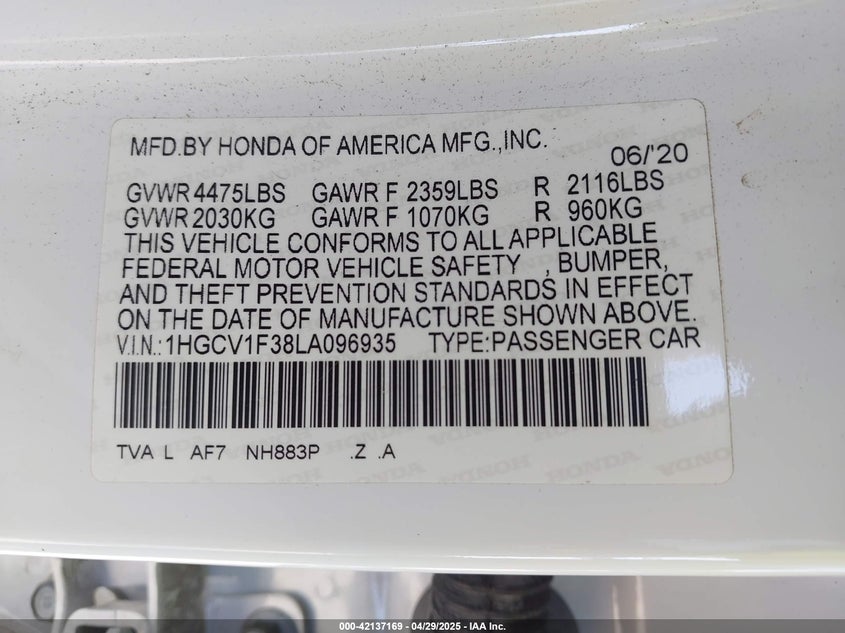 MFD.BY HONDA OF AMERICA MFG.,INC. 06/'20
GVWR 4475LBS GAWR F 2359LBS R 2116LBS
GVWR 2030KG GAWR F 1070KG R 960KG
THIS VEHICLE CONFORMS TO ALL APPLICABLE
FEDERAL MOTOR VEHICLE SAFETY , BUMPER,
AND THEFT PREVENTION STANDARDS IN EFFECT
ON THE DATE OF MANUFACTURE SHOWN ABOVE.
V.I.N.:1HGCV1F38LA096935 TYPE:PASSENGER CAR
TVA L AF7 NH883P .Z .A
000-42137169 - 04/29/2025 - IAA Inc.